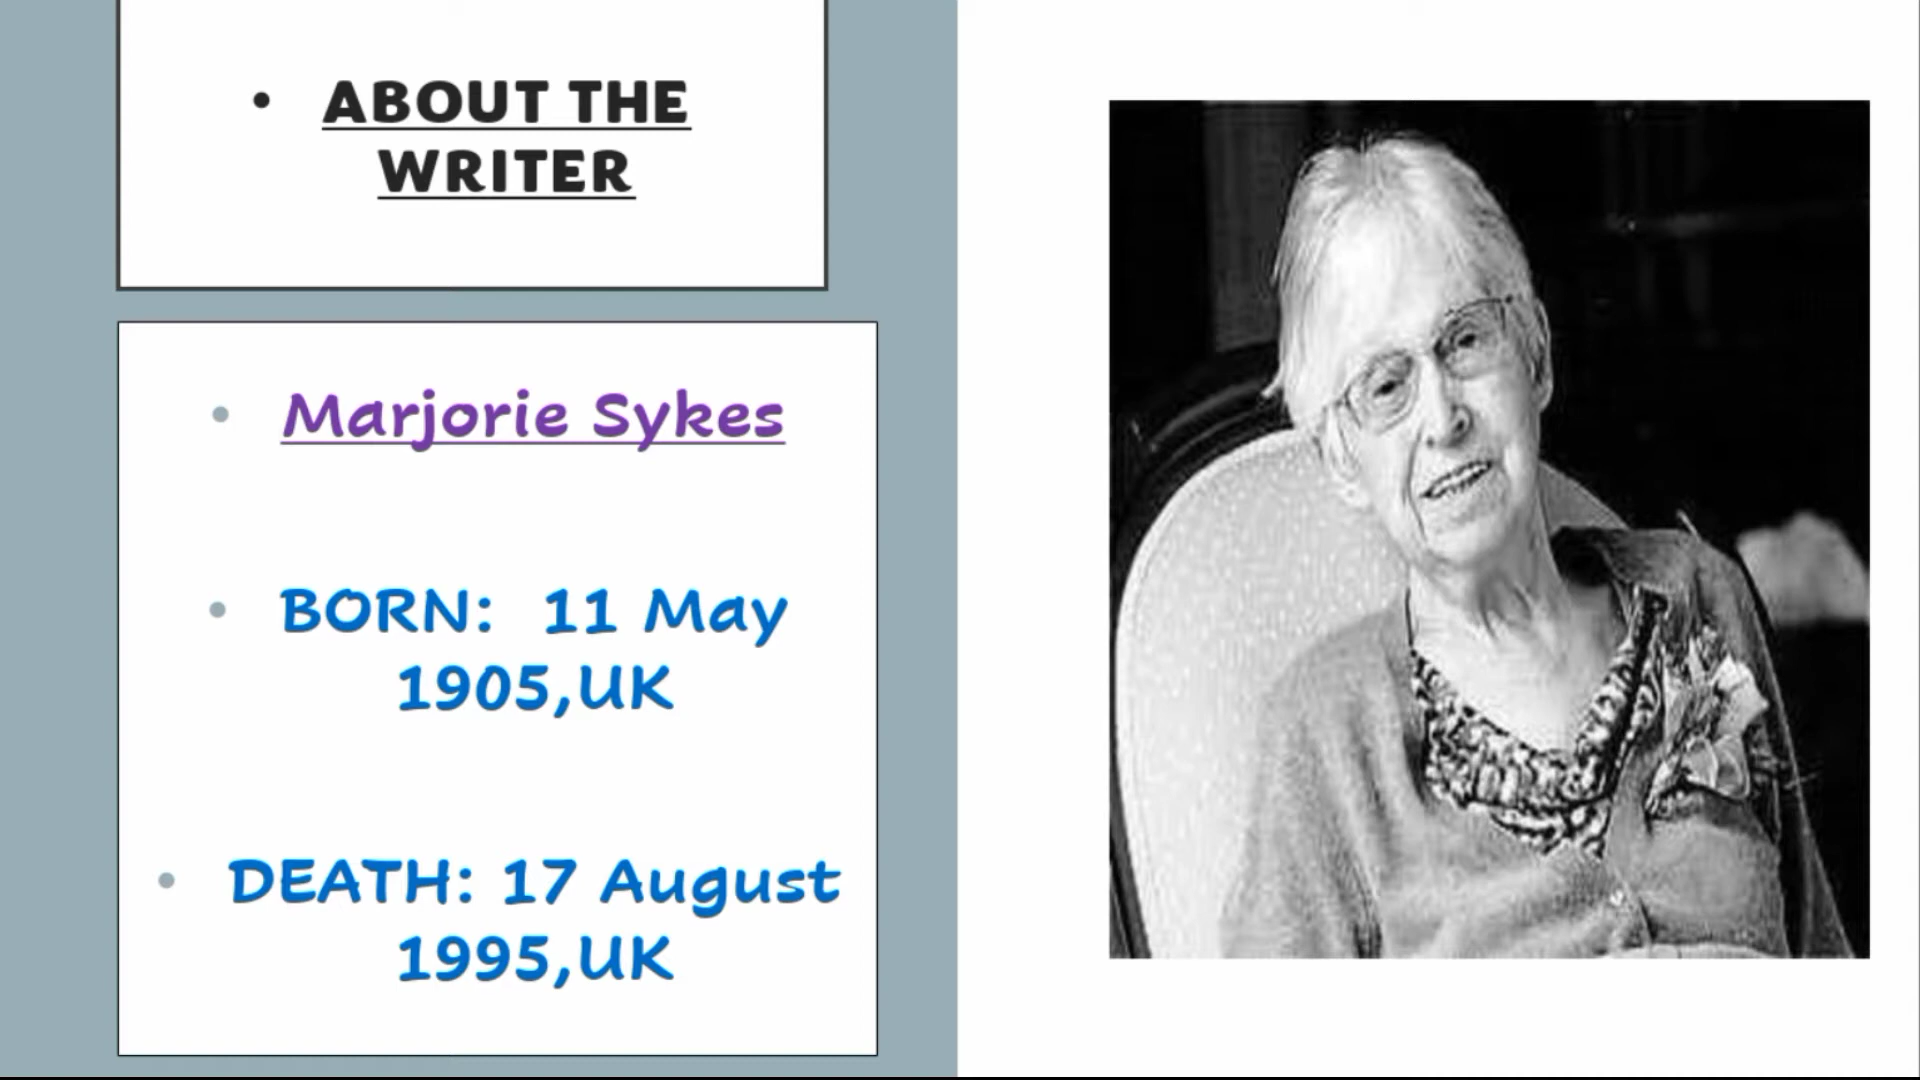 • ABOUT THE
WRITER
• Marjorie Sykes
• BORN: 11 May
1905,UK
• DEATH: 17 August
1995,UK